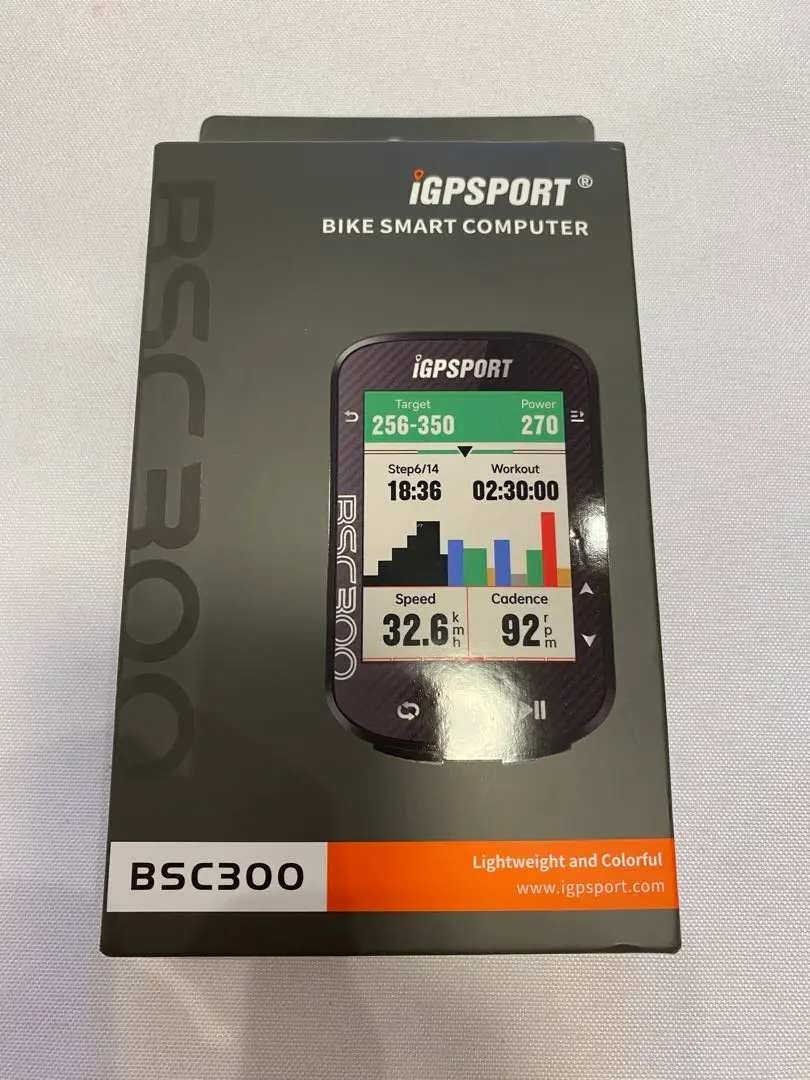 iGPSPORT®
BIKE SMART COMPUTER
BSC300
iGPSPORT
Target Power
256-350 270
Step6/14 Workout
18:36 02:30:00
BSC300
Speed Cadence
32.6 kmh 92 rpm
BSC300
Lightweight and Colorful
www.igpsport.com